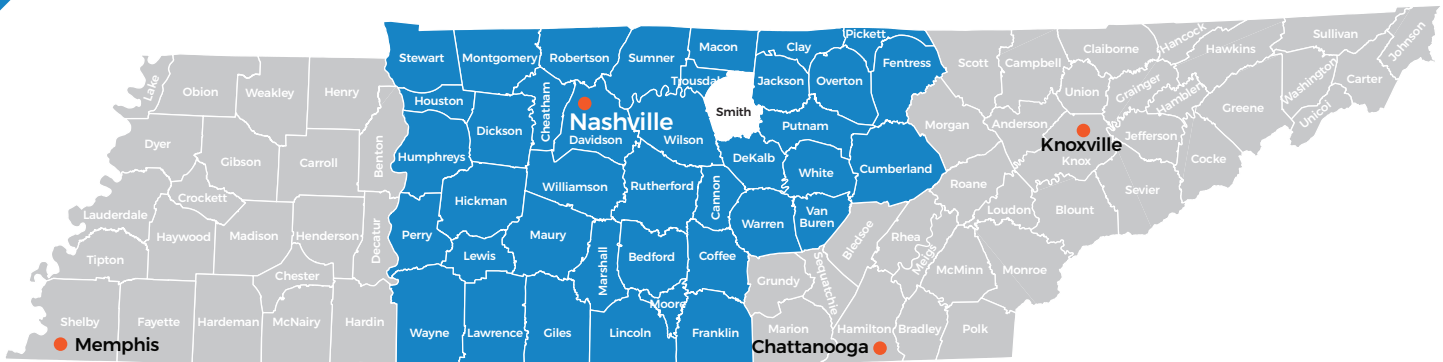 Stewart
Montgomery
Robertson
Sumner
Macon
Clay
Pickett
Fentress
Scott
Campbell
Claiborne
Hancock
Hawkins
Sullivan
Johnson
Lake
Obion
Weakley
Henry
Houston
Dickson
Cheatham
Nashville
Davidson
Wilson
Smith
Jackson
Overton
Putnam
Morgan
Anderson
Union
Grainger
Hamblen
Greene
Washington
Unicoi
Carter
Dyer
Gibson
Carroll
Benton
Humphreys
Williamson
Rutherford
Cannon
DeKalb
White
Cumberland
Roane
Knoxville
Knox
Jefferson
Cocke
Sevier
Lauderdale
Crockett
Haywood
Madison
Henderson
Decatur
Perry
Hickman
Lewis
Maury
Marshall
Bedford
Coffee
Warren
Van
Buren
Bledsoe
Rhea
Meigs
Loudon
Blount
Monroe
McMinn
Tipton
Chester
Grundy
Sequatchie
Shelby
Fayette
Hardeman
McNairy
Hardin
Wayne
Lawrence
Giles
Lincoln
Moore
Franklin
Marion
Hamilton
Bradley
Polk
Memphis
Chattanooga